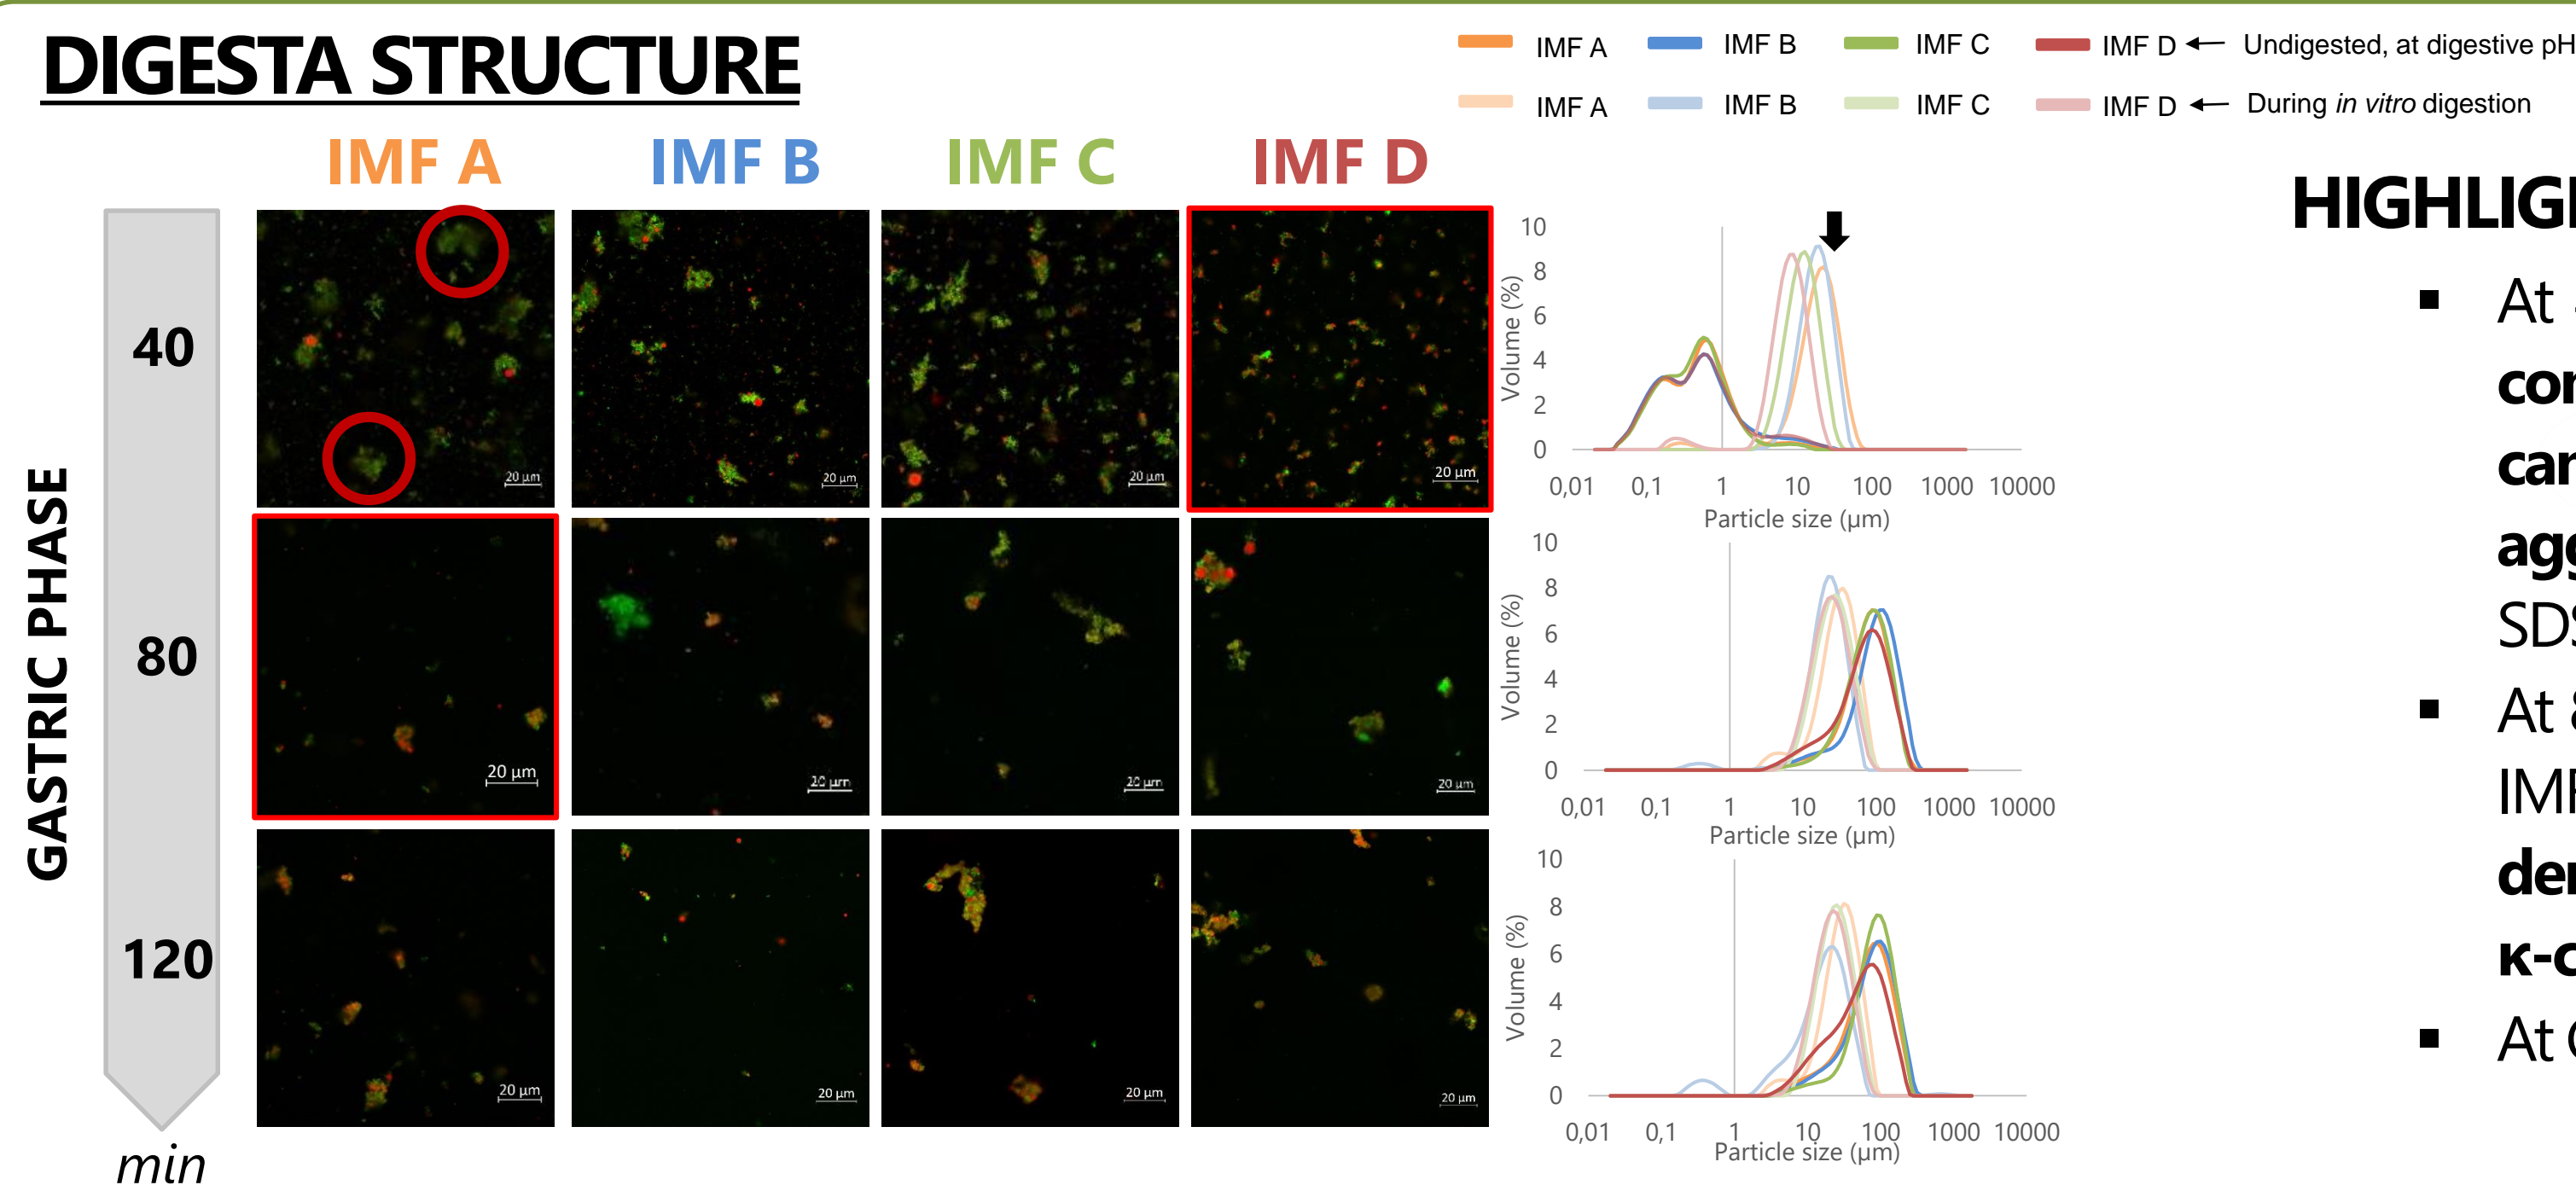 DIGESTA STRUCTURE
IMF A IMF B IMF C IMF D Undigested, at digestive pH
IMF A IMF B IMF C IMF D During in vitro digestion
IMF A IMF B IMF C IMF D
GASTRIC PHASE
40
80
120
min
20 µm 20 µm 20 µm 20 µm
20 µm 20 µm 20 µm 20 µm
20 µm 20 µm 20 µm 20 µm
Volume (%)
10
8
6
4
2
0
0,01 0,1 1 10 100 1000 10000
Particle size (µm)
Volume (%)
10
8
6
4
2
0
0,01 0,1 1 10 100 1000 10000
Particle size (µm)
Volume (%)
10
8
6
4
2
0
0,01 0,1 1 10 100 1000 10000
Particle size (µm)
▪ At
SDS
▪ At 8
IMF
κ-c
▪ At